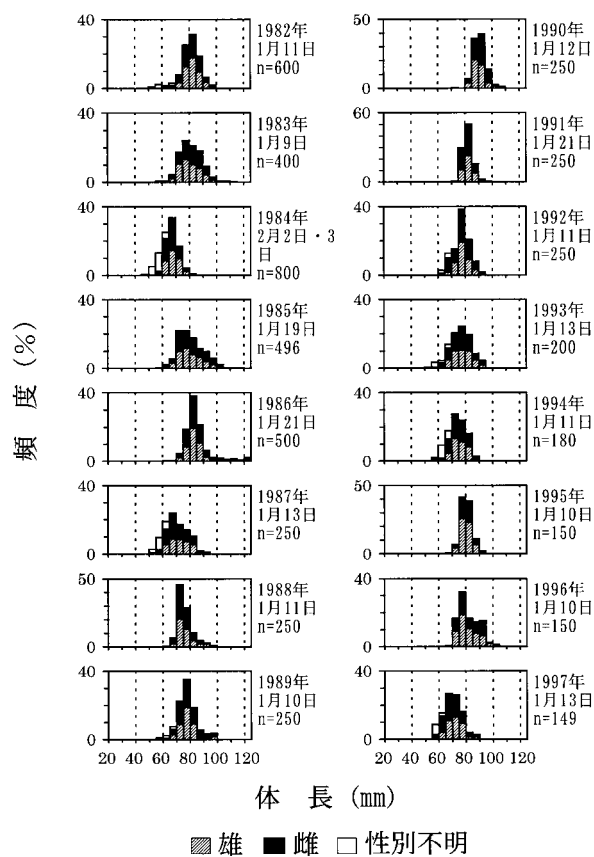 40
20
0
1982年
1月11日
n=600
40
20
0
1983年
1月9日
n=400
40
20
0
1984年
2月2日・3
日
n=800
40
20
0
1985年
1月19日
n=496
40
20
0
1986年
1月21日
n=500
40
20
0
1987年
1月13日
n=250
50
0
1988年
1月11日
n=250
40
20
0
1989年
1月10日
n=250
20 40 60 80 100 120
50
0
1990年
1月12日
n=250
60
0
1991年
1月21日
n=250
40
20
0
1992年
1月11日
n=250
40
20
0
1993年
1月13日
n=200
40
20
0
1994年
1月11日
n=180
50
0
1995年
1月10日
n=150
40
20
0
1996年
1月10日
n=150
40
20
0
1997年
1月13日
n=149
20 40 60 80 100 120
頻 度 (%)
体 長 (mm)
雄 雌 性別不明